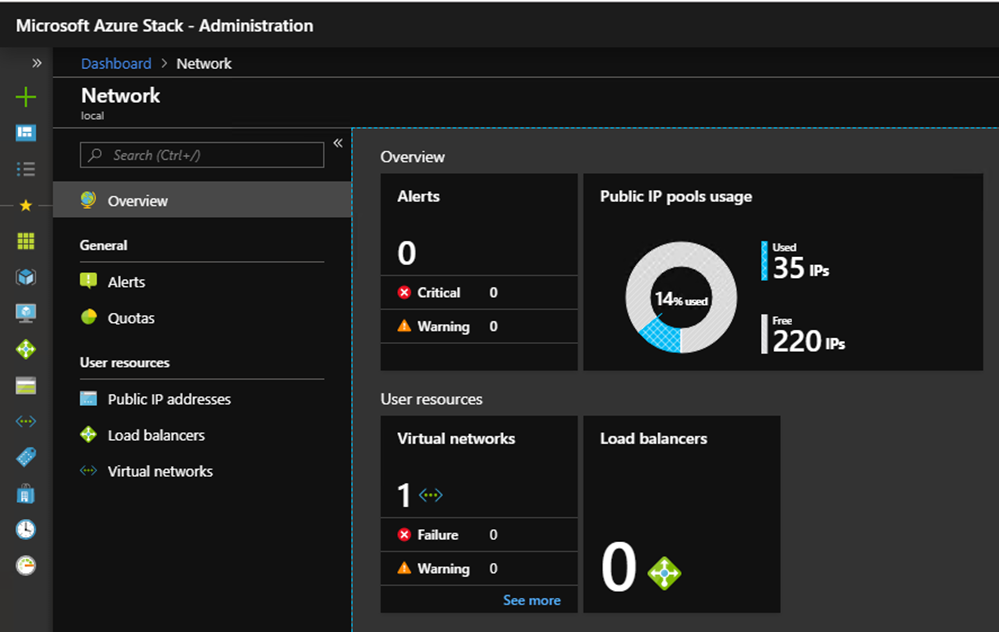 Microsoft Azure Stack - Administration
» Dashboard > Network
Network
local
Search (Ctrl+/)
«
Overview
General
Alerts
Quotas
User resources
Public IP addresses
Load balancers
Virtual networks
Overview
Alerts
0
Critical 0
Warning 0
Public IP pools usage
14% used
Used
35 IPs
Free
220 IPs
User resources
Virtual networks
1
Failure 0
Warning 0
See more
Load balancers
0